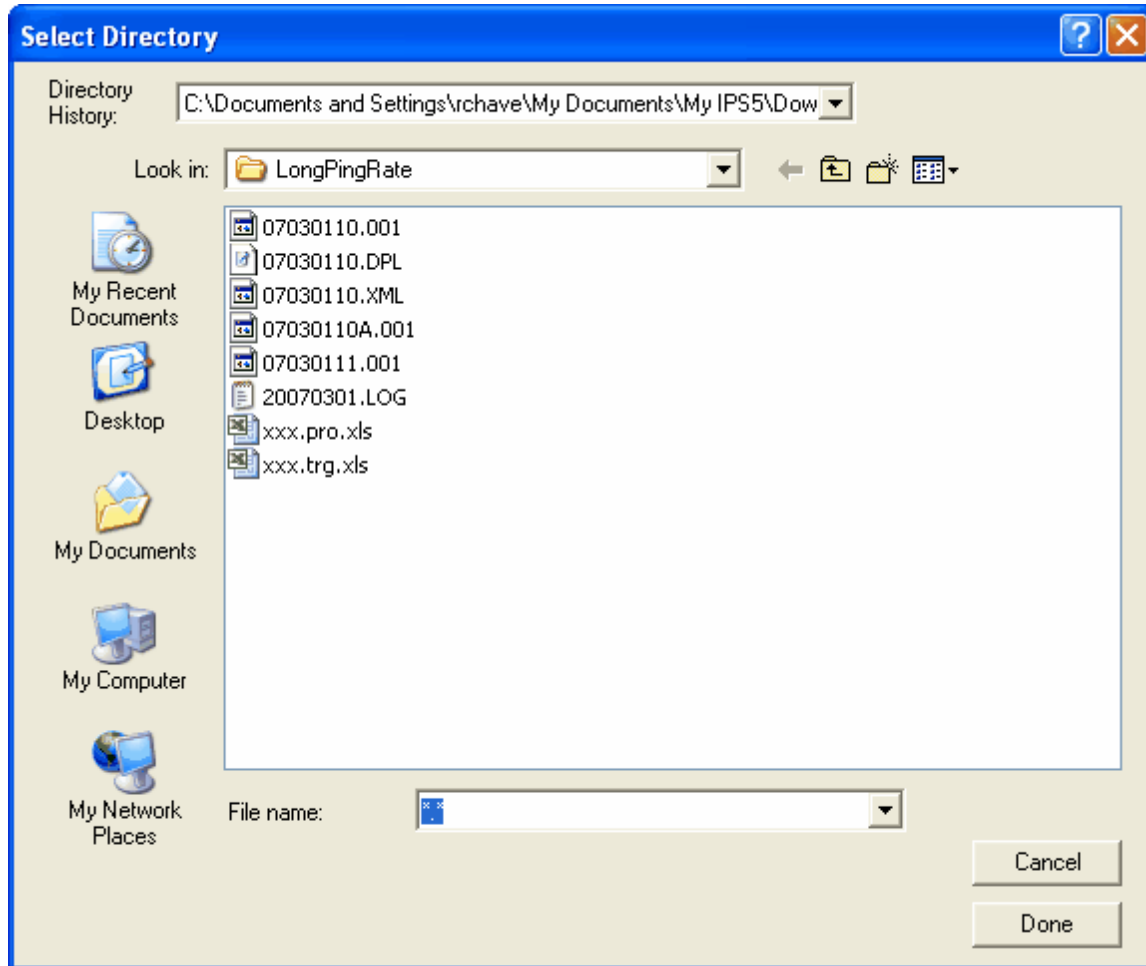 Select Directory
Directory
History:
C:\Documents and Settings\rchave\My Documents\My IPS5\Dow
Look in:
LongPingRate
07030110.001
07030110.DPL
07030110.XML
07030110A.001
07030111.001
20070301.LOG
xxx.pro.xls
xxx.trg.xls
My Recent
Documents
Desktop
My Documents
My Computer
My Network
Places
File name:
*.*
Cancel
Done